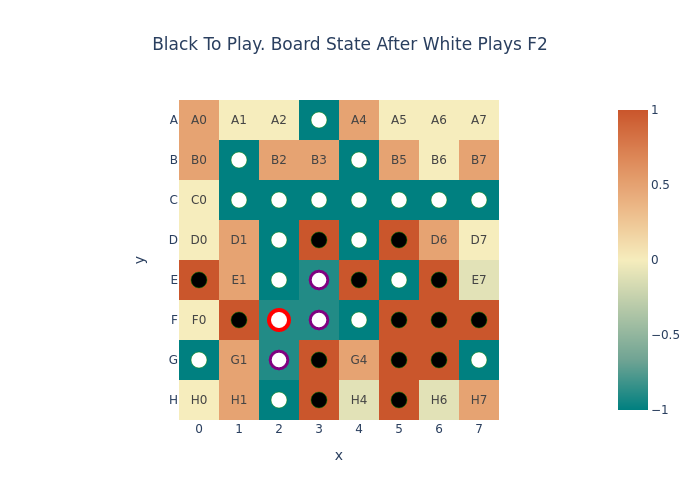 Black To Play. Board State After White Plays F2
A A0 A1 A2 A4 A5 A6 A7
B B0 B2 B3 B5 B6 B7
C C0
D D0 D1 D6 D7
E E1 E7
F F0
G G1 G4
H H0 H1 H4 H6 H7
0 1 2 3 4 5 6 7
x
y
1
0.5
0
−0.5
−1